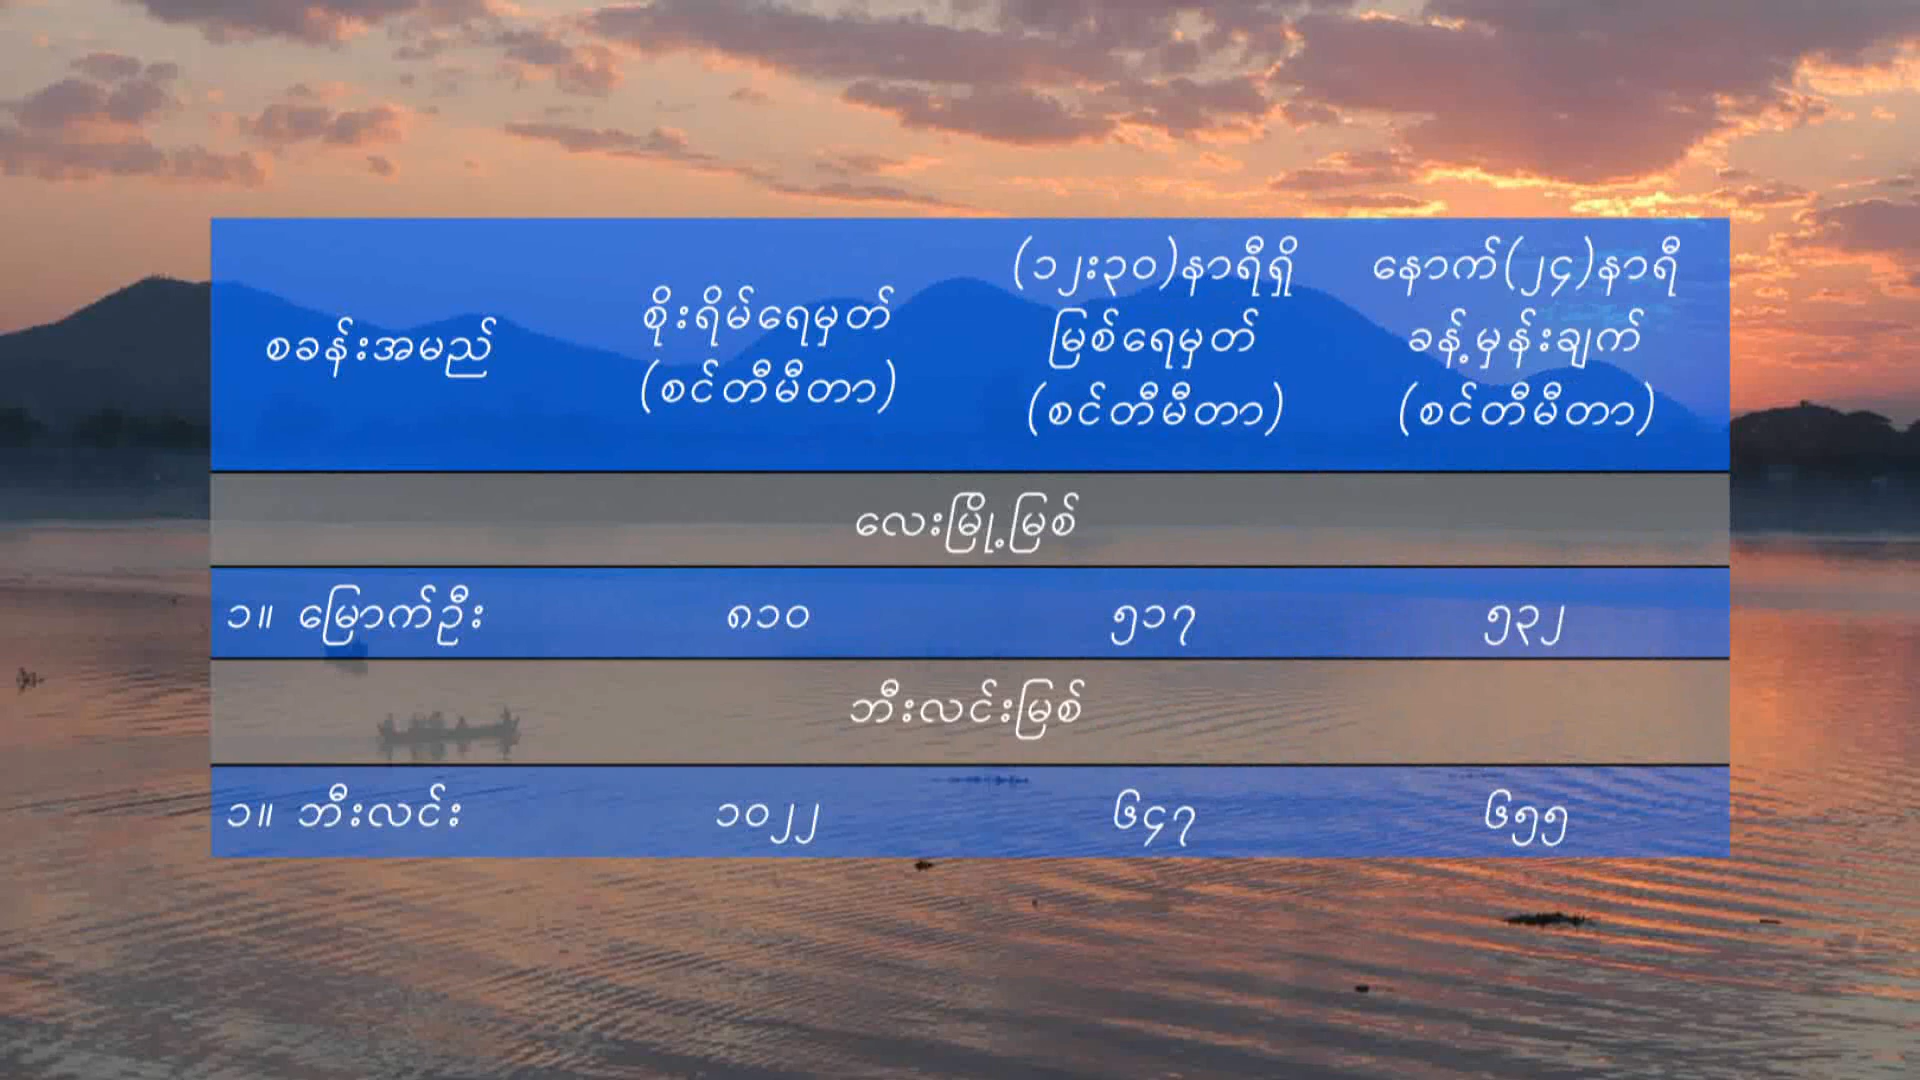 စခန်းအမည်
စိုးရိမ်ရေမှတ်
(စင်တီမီတာ)
(၁၂း၃၀)နာရီရှိ
မြစ်ရေမှတ်
(စင်တီမီတာ)
နောက်(၂၄)နာရီ
ခန့်မှန်းချက်
(စင်တီမီတာ)
လေးမြို့မြစ်
၁။ မြောက်ဦး ၈၁၀ ၅၁၇ ၅၃၂
ဘီးလင်းမြစ်
၁။ ဘီးလင်း ၁၀၂၂ ၆၄၇ ၆၅၅